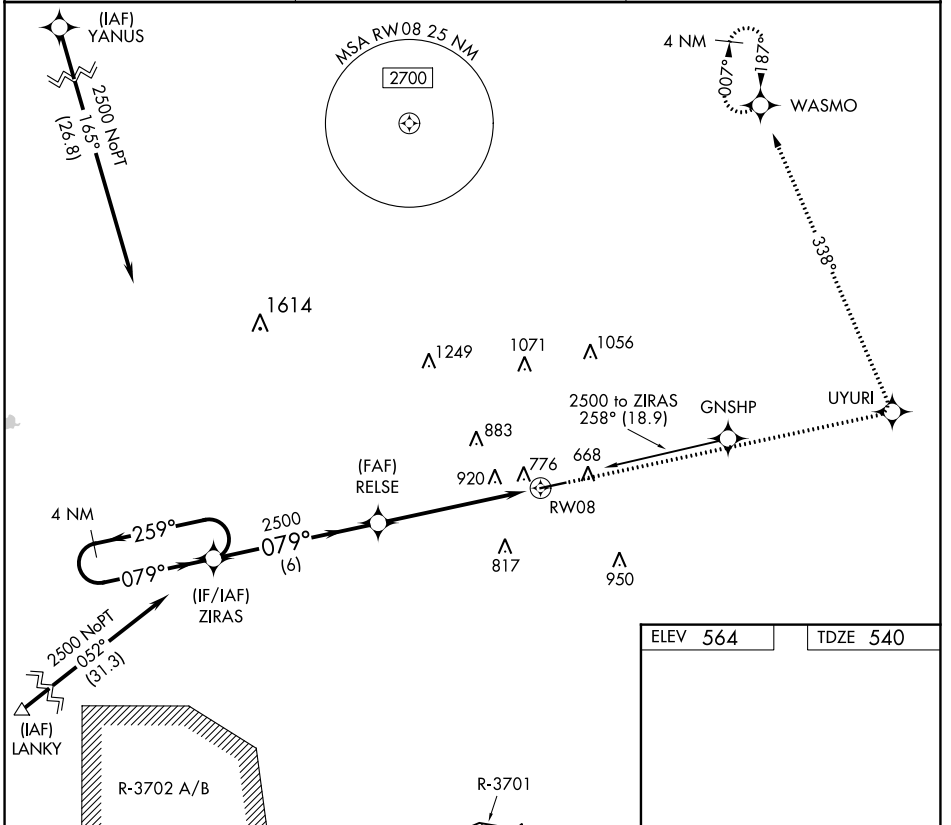 (IAF)
YANUS
2500 NoPT
165°
(26.8)
MSA RW08 25 NM
2700
4 NM
007°
187°
WASMO
338°
1614
1249
1071
1056
2500 to ZIRAS
258° (18.9)
GNSHP
UYURI
883
(FAF)
RELSE
920
776
668
RW08
4 NM
259°
2500
079°
(6)
079°
(IF/IAF)
ZIRAS
817
950
2500 NoPT
052°
(31.3)
(IAF)
LANKY
ELEV 564
TDZE 540
R-3702 A/B
R-3701